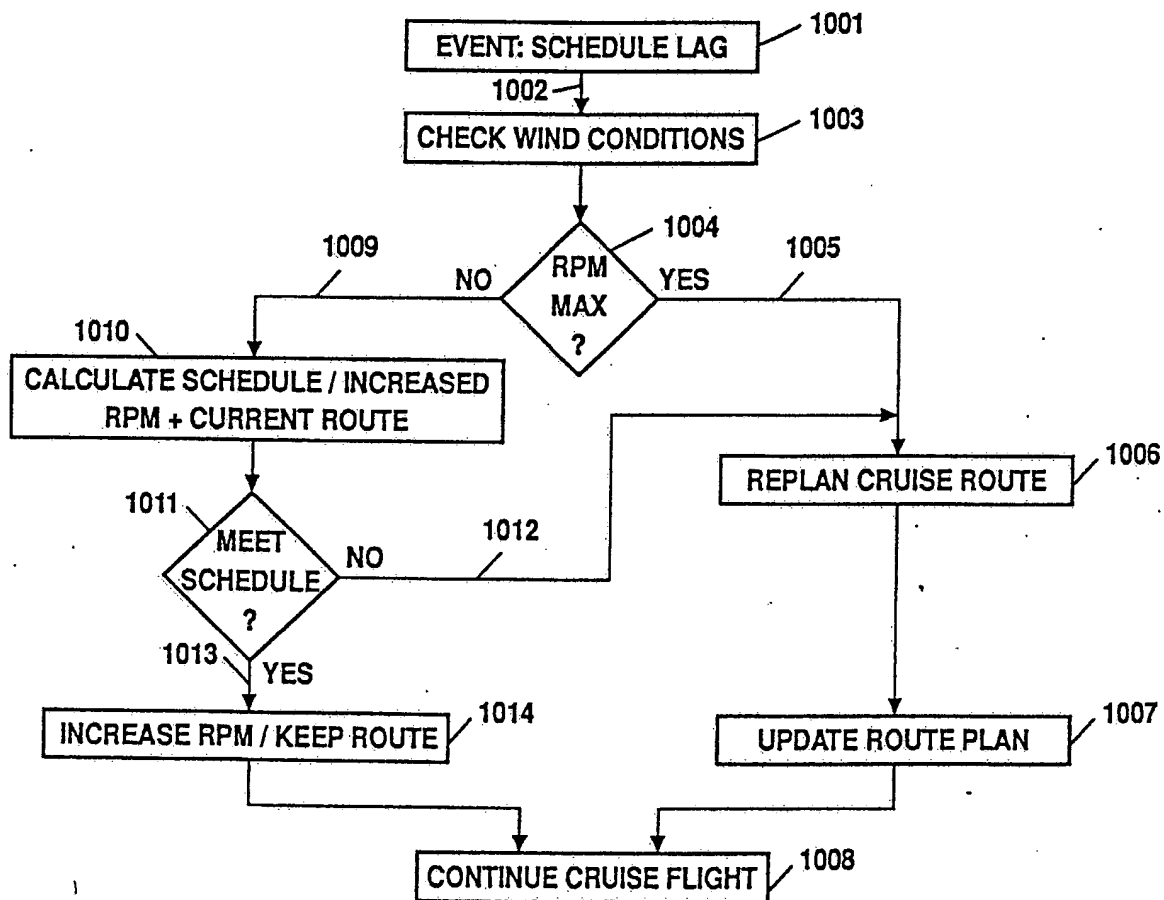 1001
EVENT: SCHEDULE LAG
1002
CHECK WIND CONDITIONS
1003
1004
1009
1005
NO
RPM
MAX
?
YES
1010
CALCULATE SCHEDULE / INCREASED
RPM + CURRENT ROUTE
1006
REPLAN CRUISE ROUTE
1011
MEET
SCHEDULE
?
NO
1012
1013
YES
INCREASE RPM / KEEP ROUTE
1014
1007
UPDATE ROUTE PLAN
1008
CONTINUE CRUISE FLIGHT